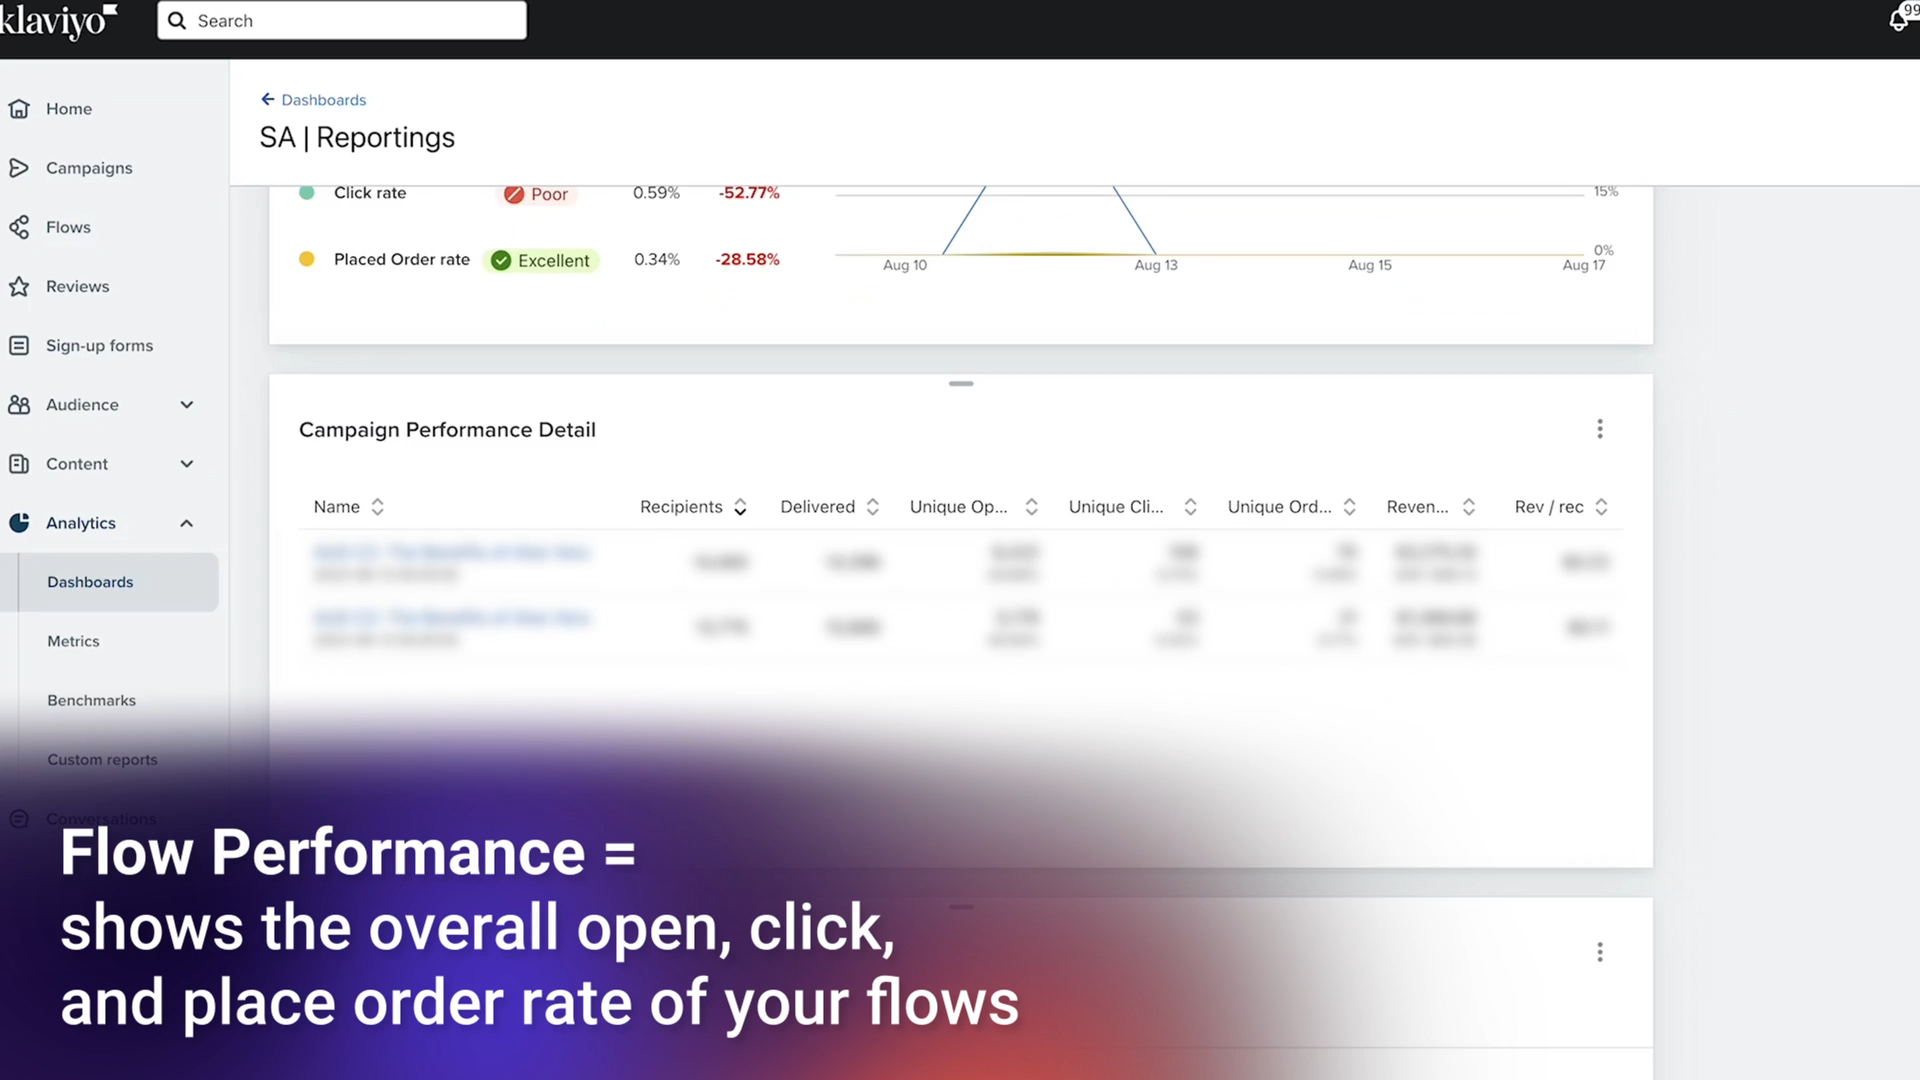 klaviyo
Search
99
Home
Campaigns
Flows
Reviews
Sign-up forms
Audience
Content
Analytics
Dashboards
Metrics
Benchmarks
Custom reports
Conversations
Dashboards
SA | Reportings
Click rate Poor 0.59% -52.77%
Placed Order rate Excellent 0.34% -28.58%
15%
0%
Aug 10 Aug 13 Aug 15 Aug 17
Campaign Performance Detail
Name Recipients Delivered Unique Op... Unique Cli... Unique Ord... Reven... Rev / rec
Flow Performance =
shows the overall open, click,
and place order rate of your flows